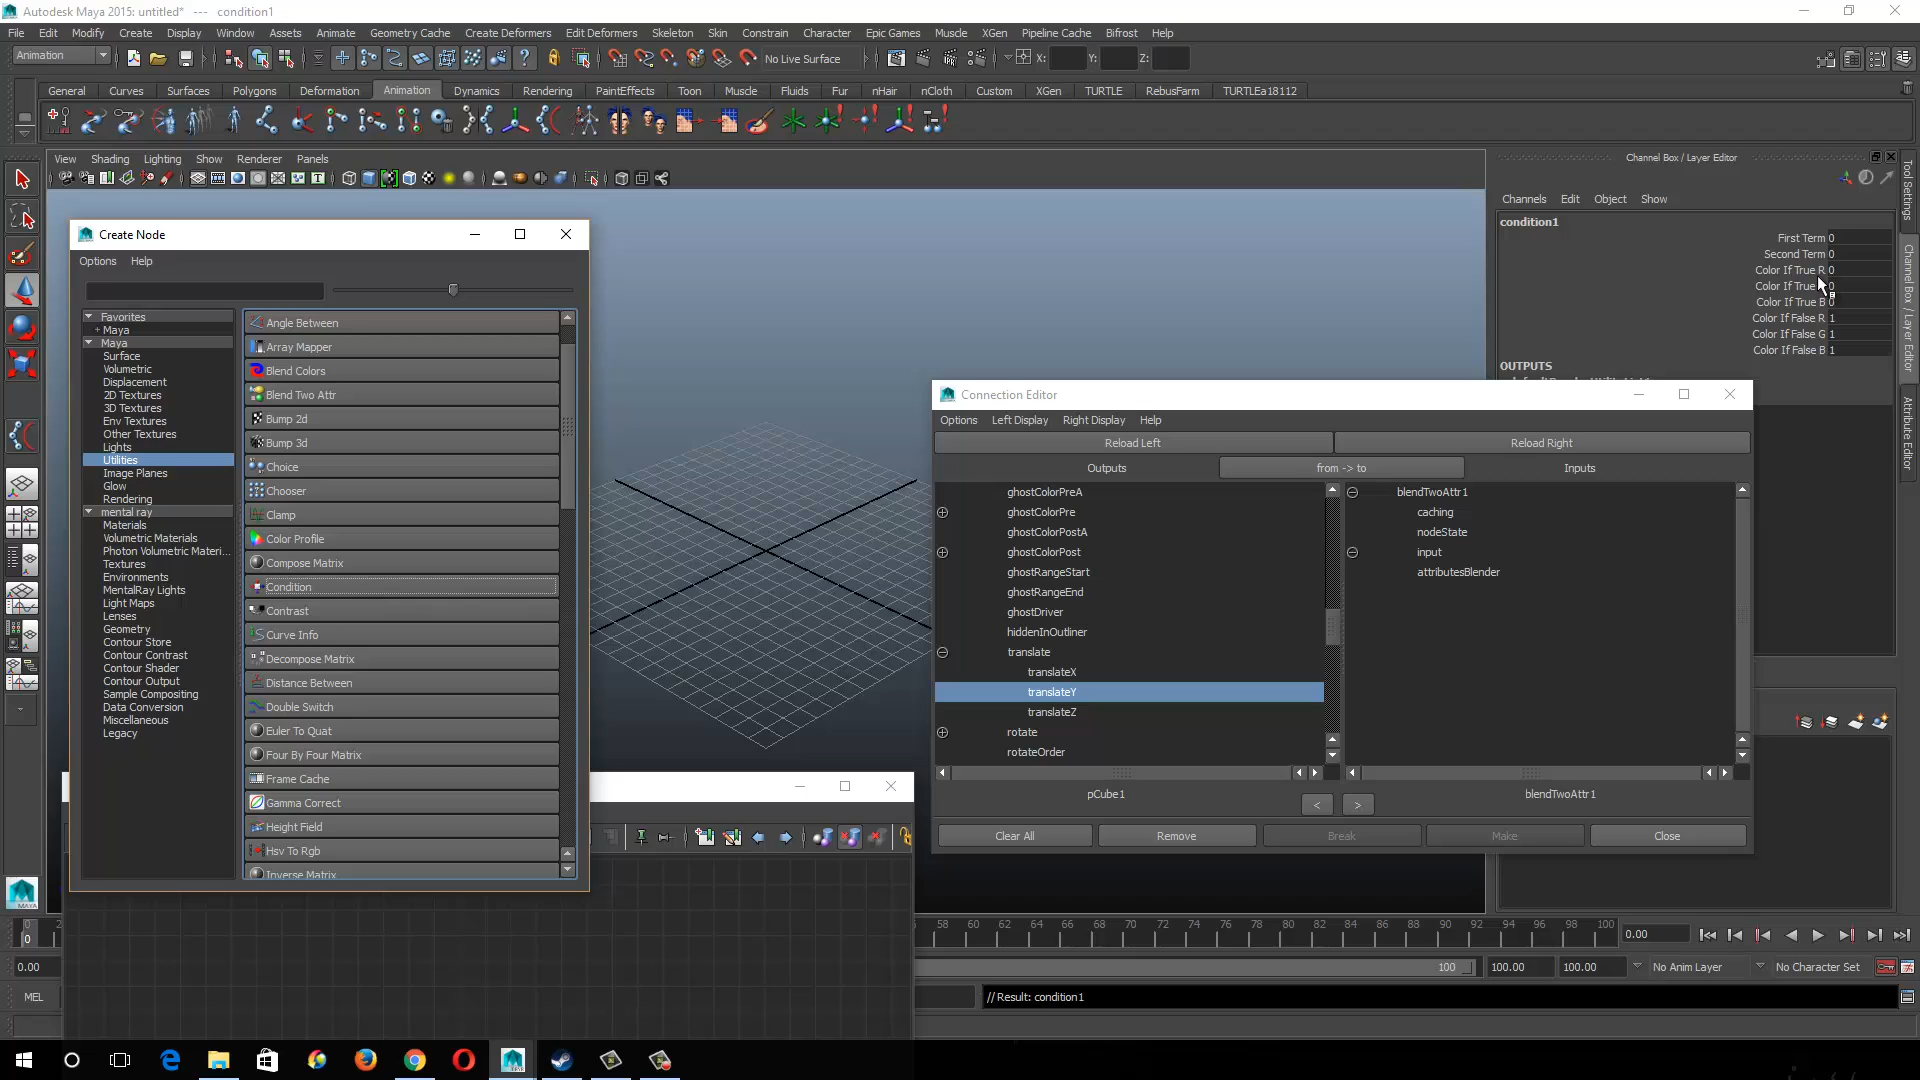 Autodesk Maya 2015: untitled* --- condition1
File Edit Modify Create Display Window Assets Animate Geometry Cache Create Deformers Edit Deformers Skeleton Skin Constrain Character Epic Games Muscle XGen Pipeline Cache Bifrost Help
Animation
No Live Surface X: Y: Z:
General Curves Surfaces Polygons Deformation Animation Dynamics Rendering PaintEffects Toon Muscle Fluids Fur nHair nCloth Custom XGen TURTLE RebusFarm TURTLEa18112
View Shading Lighting Show Renderer Panels
Channel Box / Layer Editor
Channels Edit Object Show
condition1
First Term 0
Second Term 0
Color If True R 0
Color If True 0
Color If True B 0
Color If False R 1
Color If False G 1
Color If False B 1
OUTPUTS
Tool Settings
Channel Box / Layer Editor
Attribute Editor
Create Node
Options Help
Favorites
+ Maya
Maya
Surface
Volumetric
Displacement
2D Textures
3D Textures
Env Textures
Other Textures
Lights
Utilities
Image Planes
Glow
Rendering
mental ray
Materials
Volumetric Materials
Photon Volumetric Materi...
Textures
Environments
MentalRay Lights
Light Maps
Lenses
Geometry
Contour Store
Contour Contrast
Contour Shader
Contour Output
Sample Compositing
Data Conversion
Miscellaneous
Legacy
Angle Between
Array Mapper
Blend Colors
Blend Two Attr
Bump 2d
Bump 3d
Choice
Chooser
Clamp
Color Profile
Compose Matrix
Condition
Contrast
Curve Info
Decompose Matrix
Distance Between
Double Switch
Euler To Quat
Four By Four Matrix
Frame Cache
Gamma Correct
Height Field
Hsv To Rgb
Inverse Matrix
Connection Editor
Options Left Display Right Display Help
Reload Left Reload Right
Outputs from -> to Inputs
ghostColorPreA
ghostColorPre
ghostColorPostA
ghostColorPost
ghostRangeStart
ghostRangeEnd
ghostDriver
hiddenInOutliner
translate
translateX
translateY
translateZ
rotate
rotateOrder
blendTwoAttr1
caching
nodeState
input
attributesBlender
pCube1 blendTwoAttr1
< >
Clear All Remove Break Make Close
0 58 60 62 64 66 68 70 72 74 76 78 80 82 84 86 88 90 92 94 96 98 100
0 0.00
0.00 100 100.00 100.00 No Anim Layer No Character Set
MEL // Result: condition1
MAYA